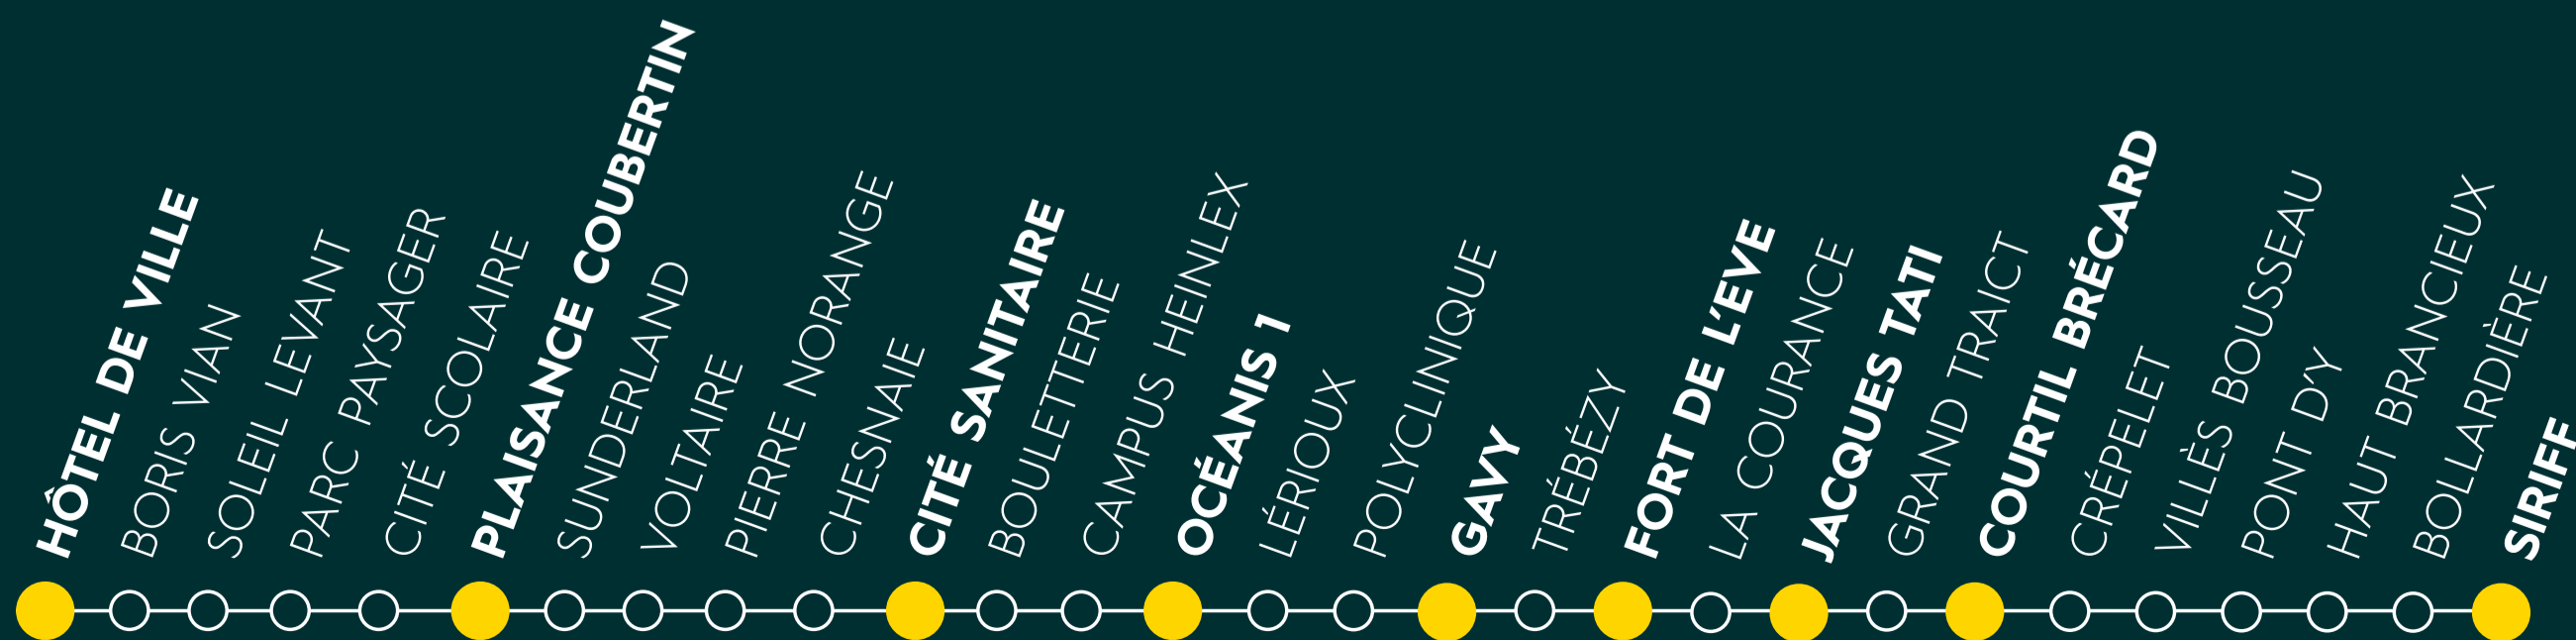 HÔTEL DE VILLE
BORIS VIAN
SOLEIL LEVANT
PARC PAYSAGER
CITÉ SCOLAIRE
PLAISANCE COUBERTIN
SUNDERLAND
VOLTAIRE
PIERRE NORANGE
CHESNAIE
CITÉ SANITAIRE
BOULETTERIE
CAMPUS HEINLEX
OCÉANIS 1
LÉRIOUX
POLYCLINIQUE
GAVY
TRÉBÉZY
FORT DE L'EVE
LA COURANCE
JACQUES TATI
GRAND TRAICT
COURTIL BRÉCARD
CRÉPELET
VILLÈS BOUSSEAU
PONT D'Y
HAUT BRANCIEUX
BOLLARDIÈRE
SIRIFF